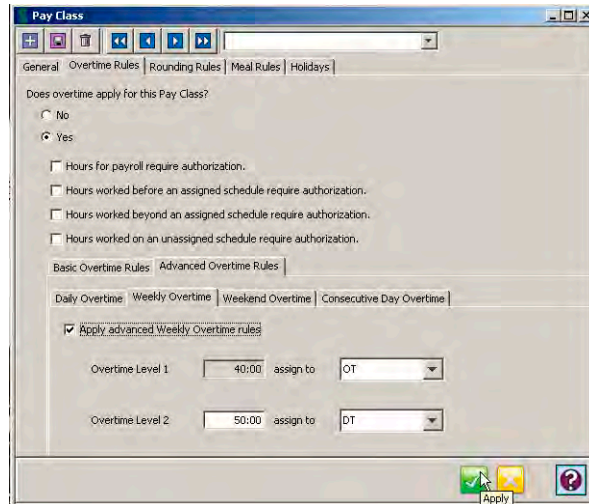 Pay Class
General Overtime Rules Rounding Rules Meal Rules Holidays
Does overtime apply for this Pay Class?
No
Yes
Hours for payroll require authorization.
Hours worked before an assigned schedule require authorization.
Hours worked beyond an assigned schedule require authorization.
Hours worked on an unassigned schedule require authorization.
Basic Overtime Rules Advanced Overtime Rules
Daily Overtime Weekly Overtime Weekend Overtime Consecutive Day Overtime
Apply advanced Weekly Overtime rules
Overtime Level 1 40:00 assign to OT
Overtime Level 2 50:00 assign to DT
Apply